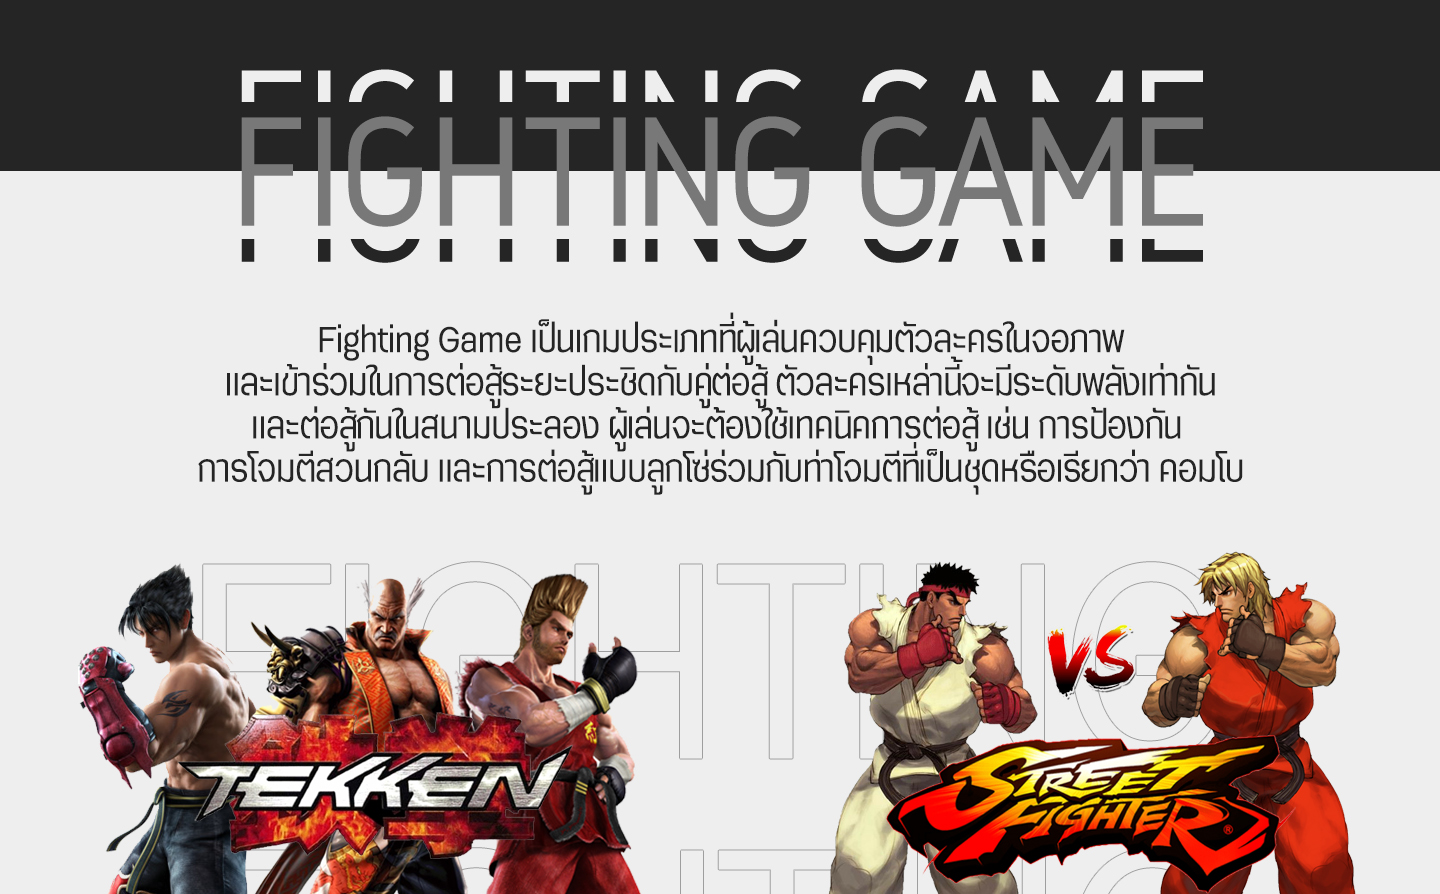 FIGHTING GAME
Fighting Game เป็นเกมประเภทที่ผู้เล่นควบคุมตัวละครในจอภาพ
และเข้าร่วมในการต่อสู้ระยะประชิดกับคู่ต่อสู้ ตัวละครเหล่านี้จะมีระดับพลังเท่ากัน
และต่อสู้กันในสนามประลอง ผู้เล่นจะต้องใช้เทคนิคการต่อสู้ เช่น การป้องกัน
การโจมตีสวนกลับ และการต่อสู้แบบลูกโซ่ร่วมกับท่าโจมตีที่เป็นชุดหรือเรียกว่า คอมโบ
FIGHTING
VS
TEKKEN
STREET
FIGHTER®
FIGHTING